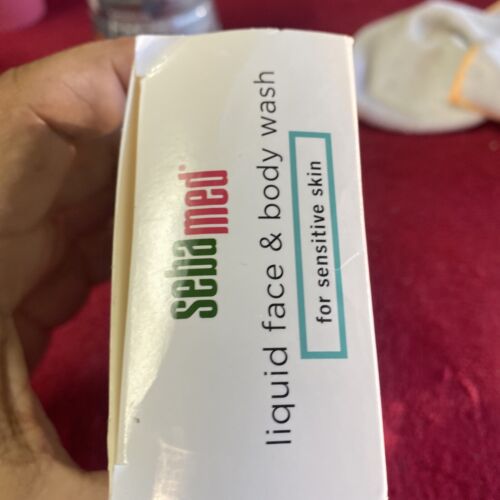 sebamed
liquid face & body wash
for sensitive skin